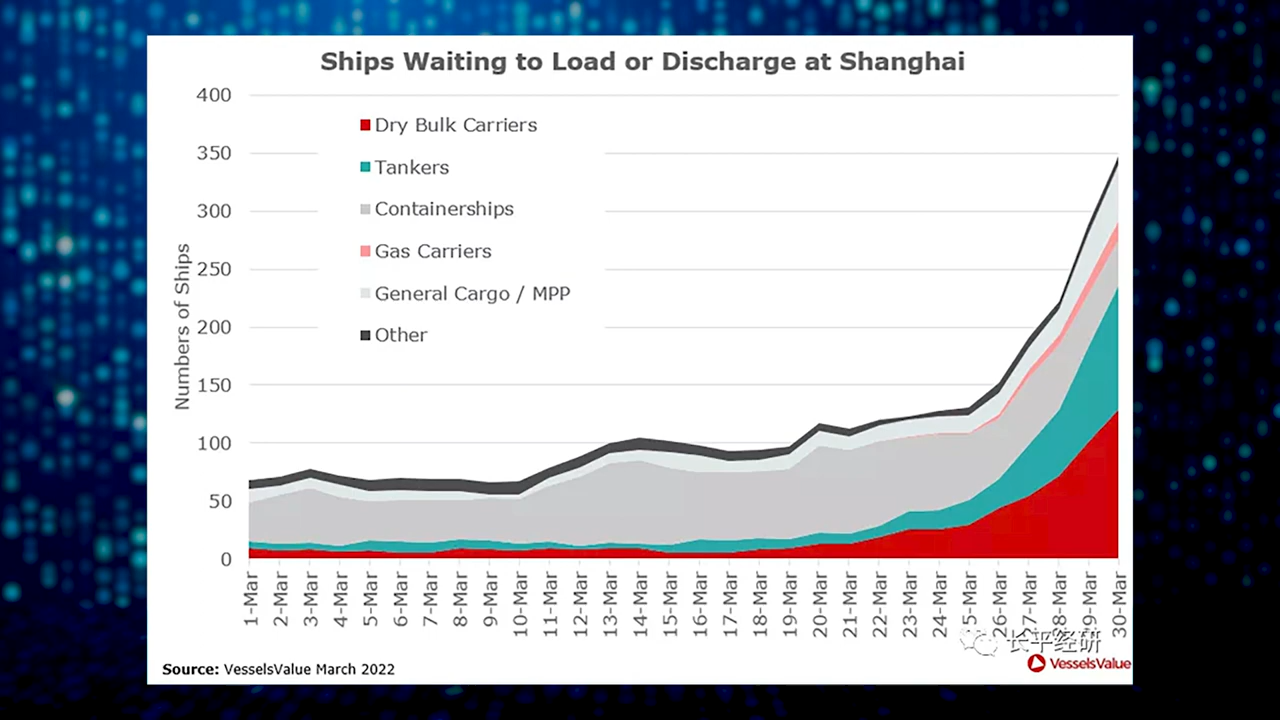 Ships Waiting to Load or Discharge at Shanghai
Numbers of Ships
400
350
300
250
200
150
100
50
0
Dry Bulk Carriers
Tankers
Containerships
Gas Carriers
General Cargo / MPP
Other
1-Mar
2-Mar
3-Mar
4-Mar
5-Mar
6-Mar
7-Mar
8-Mar
9-Mar
10-Mar
11-Mar
12-Mar
13-Mar
14-Mar
15-Mar
16-Mar
17-Mar
18-Mar
19-Mar
20-Mar
21-Mar
22-Mar
23-Mar
24-Mar
25-Mar
26-Mar
27-Mar
28-Mar
29-Mar
30-Mar
长平经研
Source: VesselsValue March 2022
VesselsValue